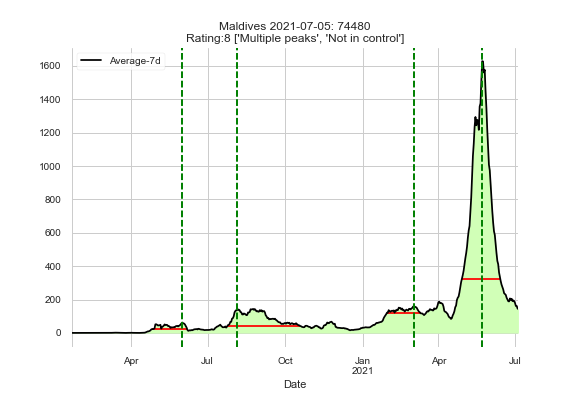 Maldives 2021-07-05: 74480
Rating:8 ['Multiple peaks', 'Not in control']
Average-7d
1600
1400
1200
1000
800
600
400
200
0
Apr
Jul
Oct
Jan
2021
Apr
Jul
Date